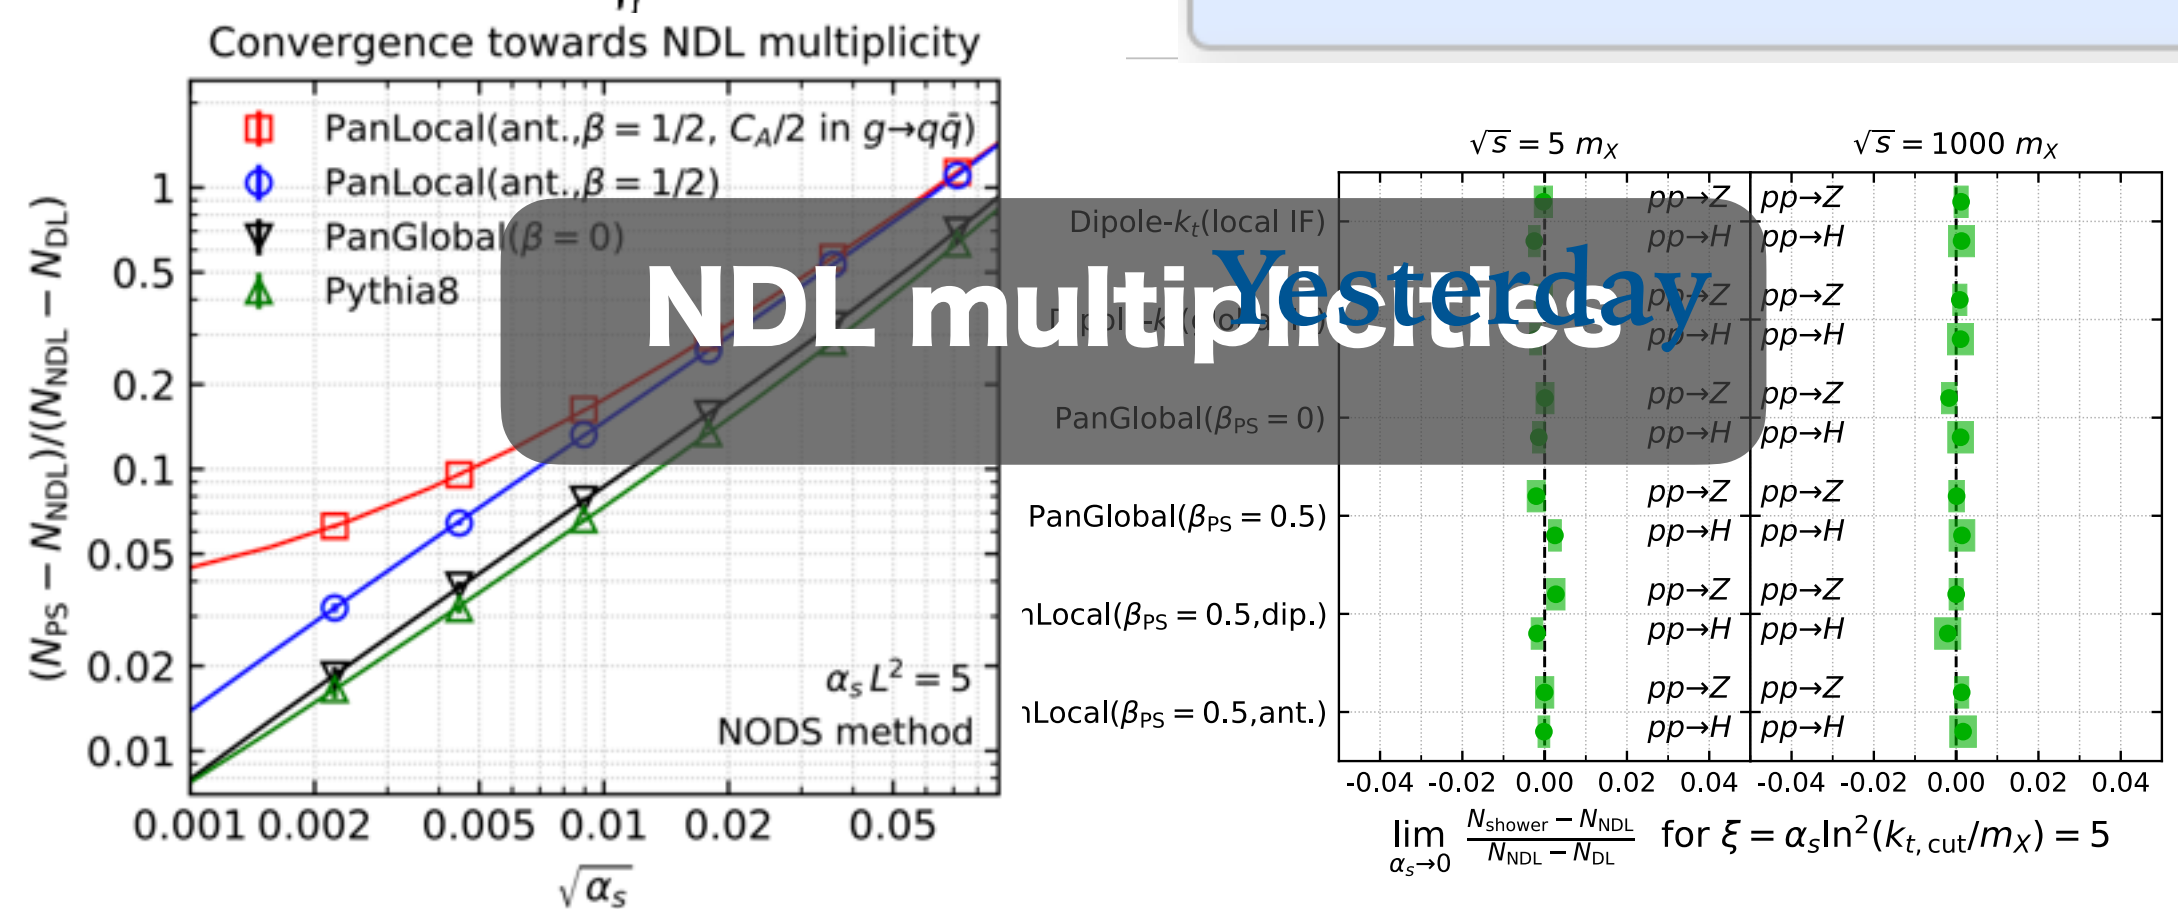 Convergence towards NDL multiplicity
PanLocal(ant.,β = 1/2, C_A/2 in g→qq̄)
PanLocal(ant.,β = 1/2)
PanGlobal(β = 0)
Pythia8
(N_PS − N_NDL)/(N_NDL − N_DL)
1
0.5
0.2
0.1
0.05
0.02
0.01
α_s L² = 5
NODS method
0.001 0.002 0.005 0.01 0.02 0.05
√α_s
NDL multiplicities
Yesterday
√s = 5 m_X
√s = 1000 m_X
Dipole-k_t(local IF)
pp→Z pp→Z
pp→H pp→H
Dipole-k_t(global IF)
pp→Z pp→Z
pp→H pp→H
PanGlobal(β_PS = 0)
pp→Z pp→Z
pp→H pp→H
PanGlobal(β_PS = 0.5)
pp→Z pp→Z
pp→H pp→H
nLocal(β_PS = 0.5,dip.)
pp→Z pp→Z
pp→H pp→H
nLocal(β_PS = 0.5,ant.)
pp→Z pp→Z
pp→H pp→H
-0.04 -0.02 0.00 0.02 0.04 -0.04 -0.02 0.00 0.02 0.04
lim α_s→0 (N_shower − N_NDL)/(N_NDL − N_DL) for ξ = α_s ln²(k_t,cut/m_X) = 5